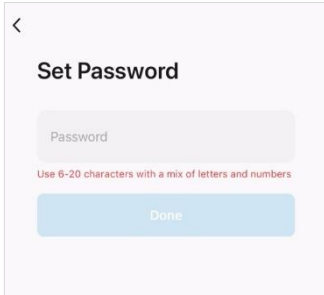 Set Password
Password
Use 6-20 characters with a mix of letters and numbers
Done